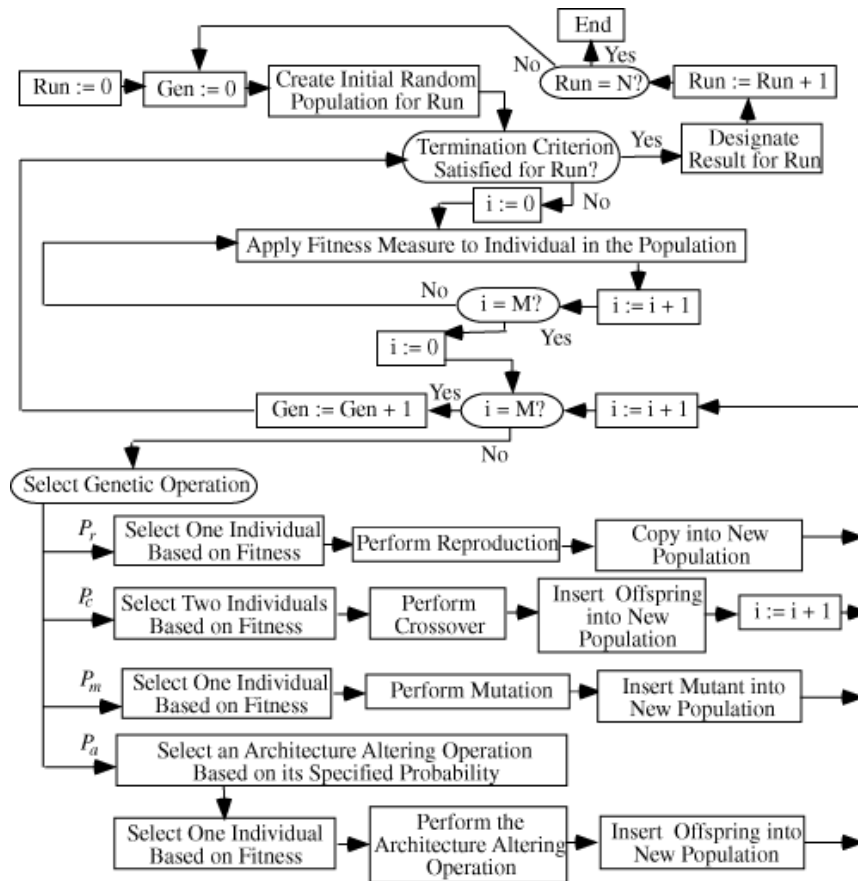 End
No
Yes
Run := 0
Gen := 0
Create Initial Random
Population for Run
Run = N?
Run := Run + 1
Termination Criterion
Satisfied for Run?
Yes
Designate
Result for Run
i := 0
No
Apply Fitness Measure to Individual in the Population
No
i = M?
i := i + 1
Yes
i := 0
Gen := Gen + 1
Yes
i = M?
i := i + 1
No
Select Genetic Operation
Pr
Select One Individual
Based on Fitness
Perform Reproduction
Copy into New
Population
Pc
Select Two Individuals
Based on Fitness
Perform
Crossover
Insert Offspring
into New
Population
i := i + 1
Pm
Select One Individual
Based on Fitness
Perform Mutation
Insert Mutant into
New Population
Pa
Select an Architecture Altering Operation
Based on its Specified Probability
Select One Individual
Based on Fitness
Perform the
Architecture Altering
Operation
Insert Offspring into
New Population